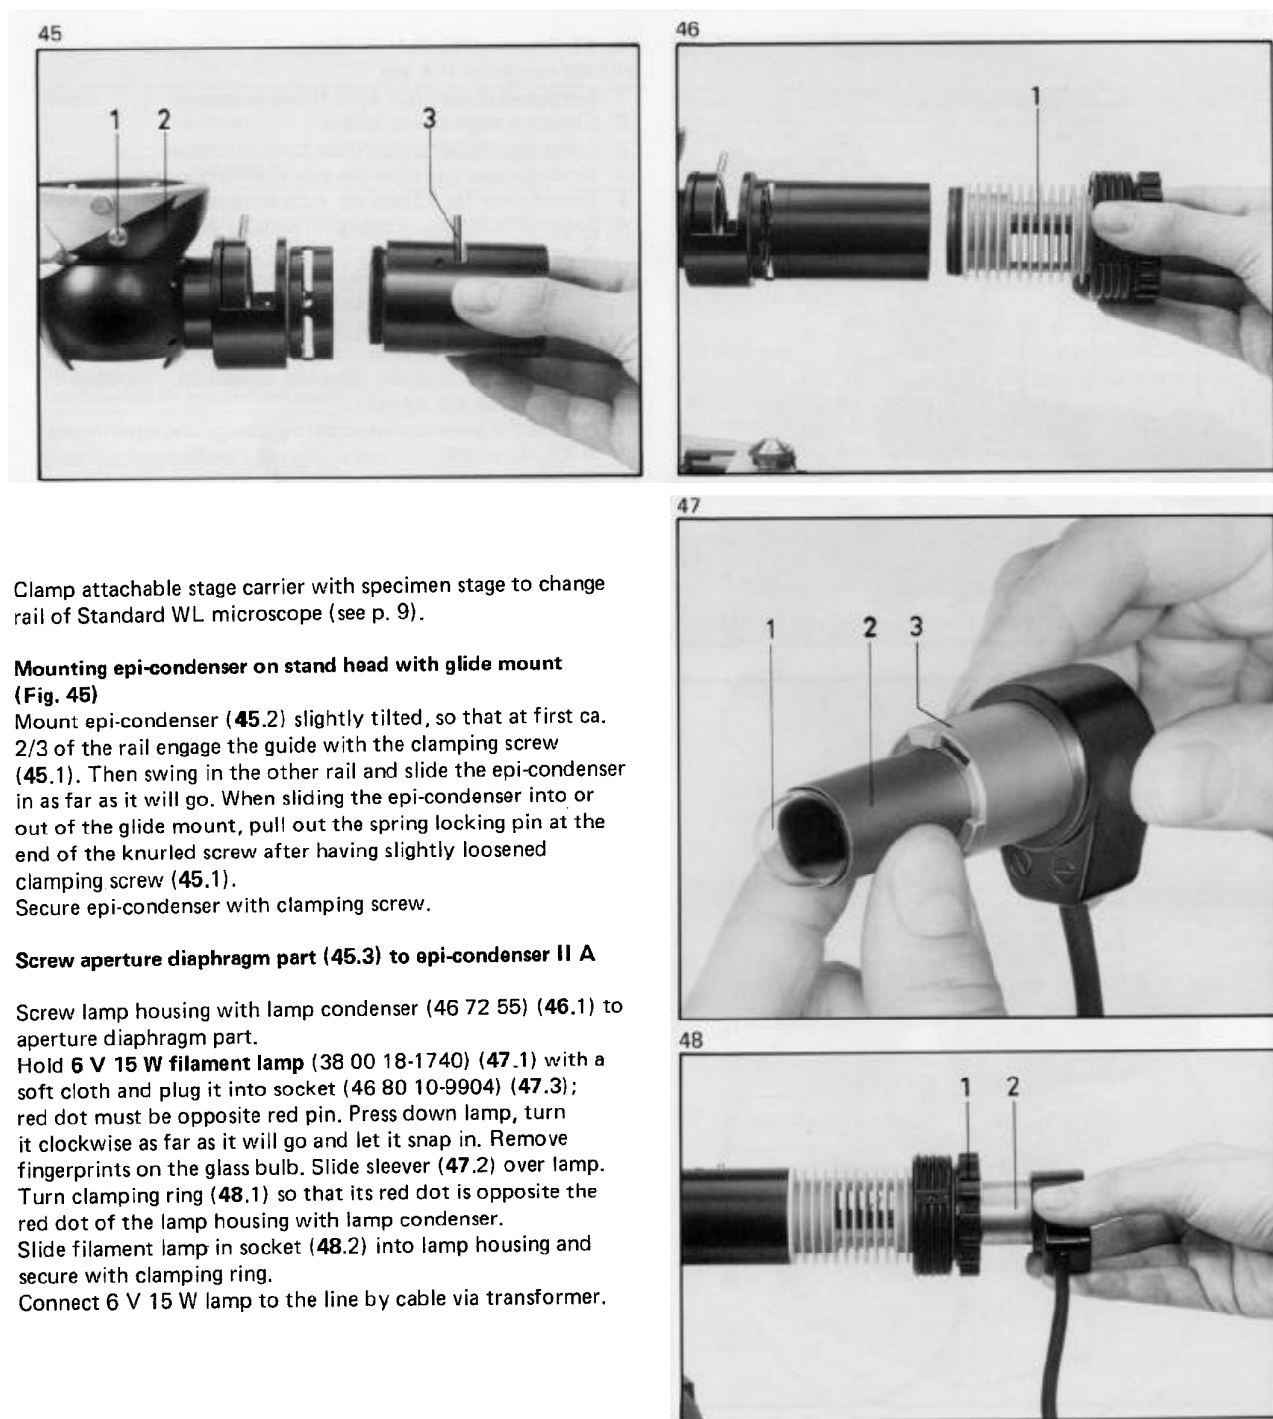 45
1 2 3
46
1
Clamp attachable stage carrier with specimen stage to change
rail of Standard WL microscope (see p. 9).
Mounting epi-condenser on stand head with glide mount
(Fig. 45)
Mount epi-condenser (45.2) slightly tilted, so that at first ca.
2/3 of the rail engage the guide with the clamping screw
(45.1). Then swing in the other rail and slide the epi-condenser
in as far as it will go. When sliding the epi-condenser into or
out of the glide mount, pull out the spring locking pin at the
end of the knurled screw after having slightly loosened
clamping screw (45.1).
Secure epi-condenser with clamping screw.
Screw aperture diaphragm part (45.3) to epi-condenser II A
Screw lamp housing with lamp condenser (46 72 55) (46.1) to
aperture diaphragm part.
Hold 6 V 15 W filament lamp (38 00 18-1740) (47.1) with a
soft cloth and plug it into socket (46 80 10-9904) (47.3);
red dot must be opposite red pin. Press down lamp, turn
it clockwise as far as it will go and let it snap in. Remove
fingerprints on the glass bulb. Slide sleever (47.2) over lamp.
Turn clamping ring (48.1) so that its red dot is opposite the
red dot of the lamp housing with lamp condenser.
Slide filament lamp in socket (48.2) into lamp housing and
secure with clamping ring.
Connect 6 V 15 W lamp to the line by cable via transformer.
47
1 2 3
48
1 2